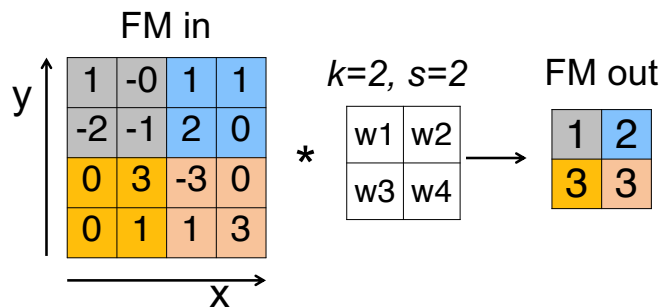 FM in
y
1 -0 1 1
-2 -1 2 0
0 3 -3 0
0 1 1 3
x
*
k=2, s=2
w1 w2
w3 w4
FM out
1 2
3 3